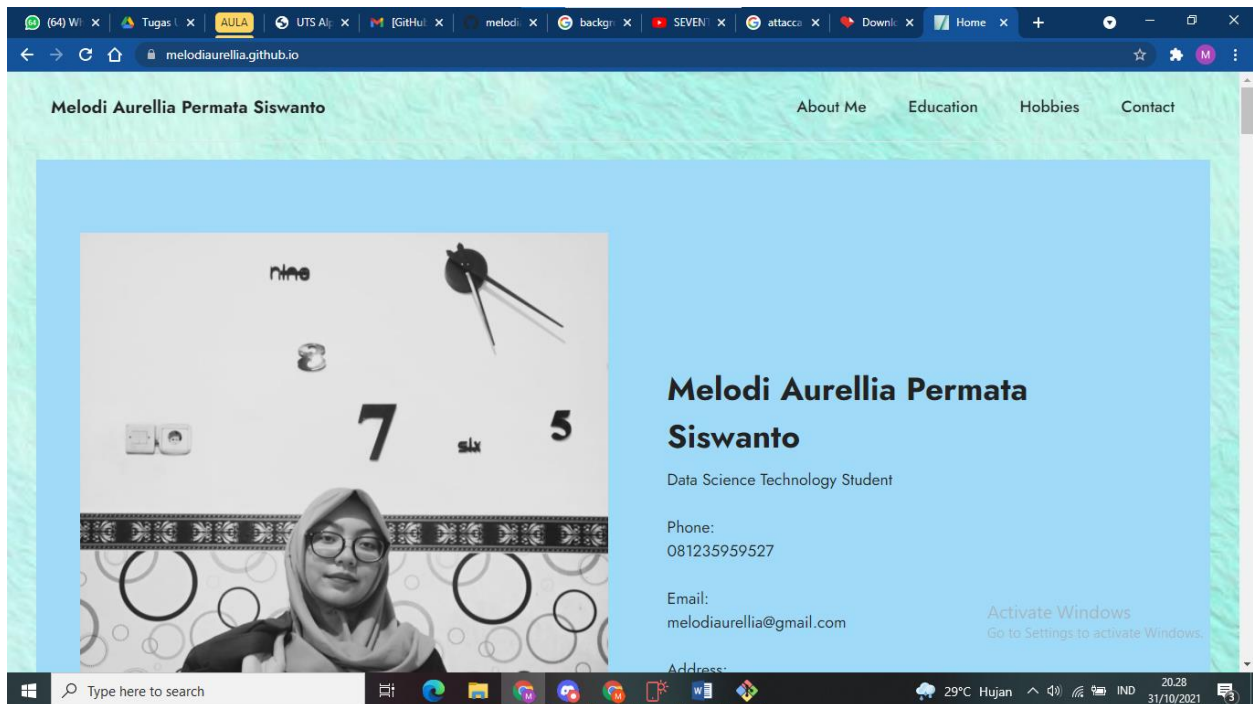 (64) Wh
Tugas L
AULA
UTS Alp
[GitHub
melodi
backgr
SEVENT
attacca
Downlo
Home
melodiaurellia.github.io
M
Melodi Aurellia Permata Siswanto
About Me
Education
Hobbies
Contact
nine
8
7
six
5
Melodi Aurellia Permata
Siswanto
Data Science Technology Student
Phone:
081235959527
Email:
melodiaurellia@gmail.com
Activate Windows
Go to Settings to activate Windows.
Address:
Type here to search
29°C Hujan
IND
20.28
31/10/2021
3